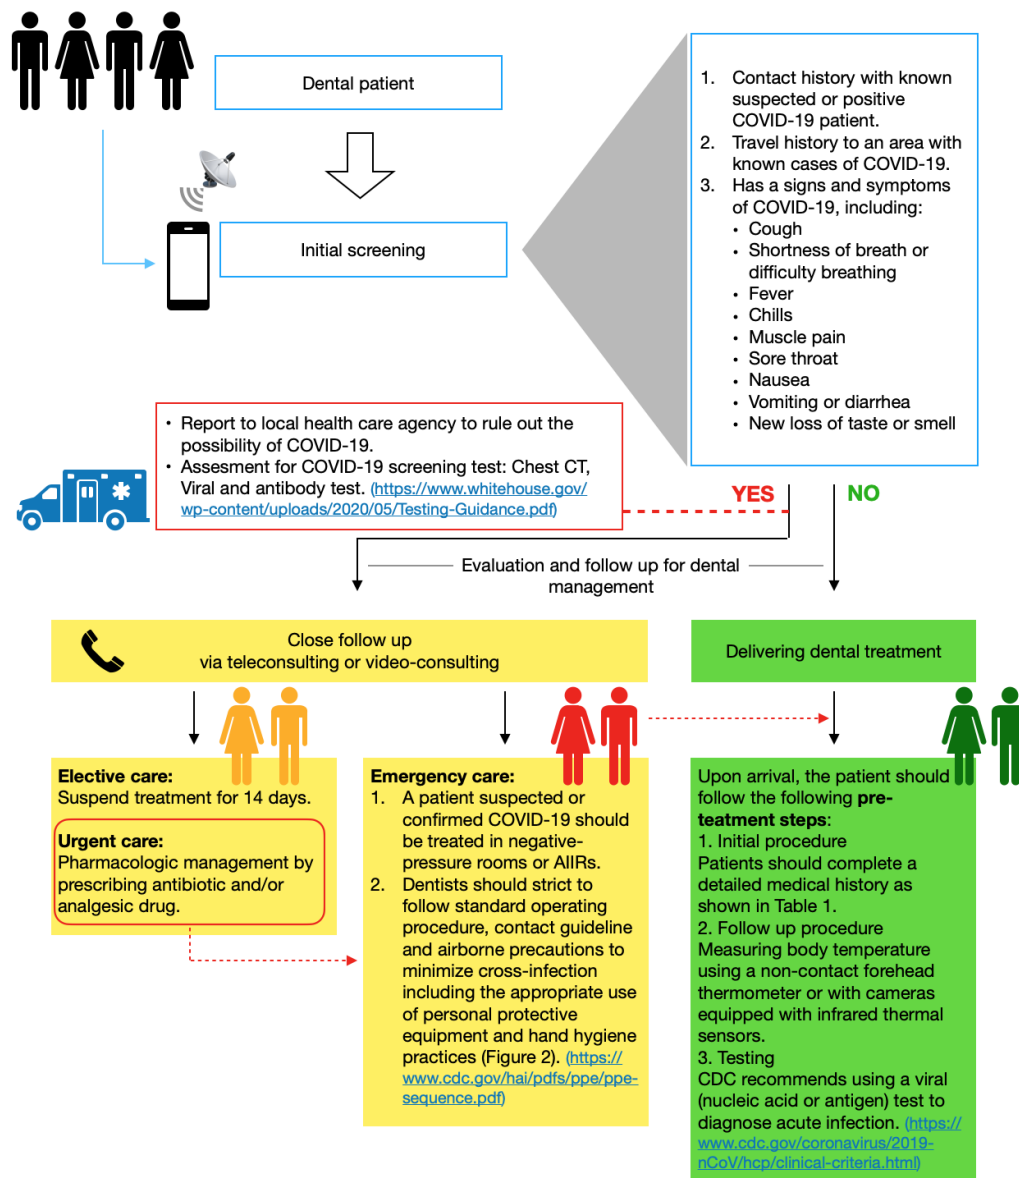 Dental patient
Initial screening
1. Contact history with known
suspected or positive
COVID-19 patient.
2. Travel history to an area with
known cases of COVID-19.
3. Has a signs and symptoms
of COVID-19, including:
• Cough
• Shortness of breath or
difficulty breathing
• Fever
• Chills
• Muscle pain
• Sore throat
• Nausea
• Vomiting or diarrhea
• New loss of taste or smell
• Report to local health care agency to rule out the
possibility of COVID-19.
• Assesment for COVID-19 screening test: Chest CT,
Viral and antibody test. (https://www.whitehouse.gov/
wp-content/uploads/2020/05/Testing-Guidance.pdf)
YES
NO
Evaluation and follow up for dental
management
Close follow up
via teleconsulting or video-consulting
Delivering dental treatment
Elective care:
Suspend treatment for 14 days.
Urgent care:
Pharmacologic management by
prescribing antibiotic and/or
analgesic drug.
Emergency care:
1. A patient suspected or
confirmed COVID-19 should
be treated in negative-
pressure rooms or AIIRs.
2. Dentists should strict to
follow standard operating
procedure, contact guideline
and airborne precautions to
minimize cross-infection
including the appropriate use
of personal protective
equipment and hand hygiene
practices (Figure 2). (https://
www.cdc.gov/hai/pdfs/ppe/ppe-
sequence.pdf)
Upon arrival, the patient should
follow the following pre-
teatment steps:
1. Initial procedure
Patients should complete a
detailed medical history as
shown in Table 1.
2. Follow up procedure
Measuring body temperature
using a non-contact forehead
thermometer or with cameras
equipped with infrared thermal
sensors.
3. Testing
CDC recommends using a viral
(nucleic acid or antigen) test to
diagnose acute infection. (https://
www.cdc.gov/coronavirus/2019-
nCoV/hcp/clinical-criteria.html)